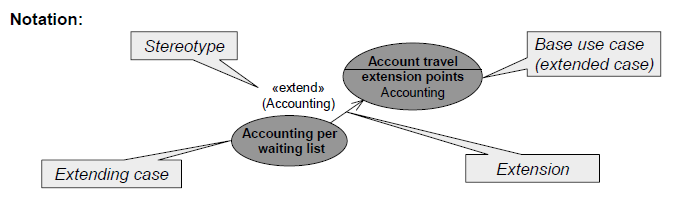 Notation:
Stereotype
Account travel
extension points
Accounting
Base use case
(extended case)
«extend»
(Accounting)
Accounting per
waiting list
Extending case
Extension